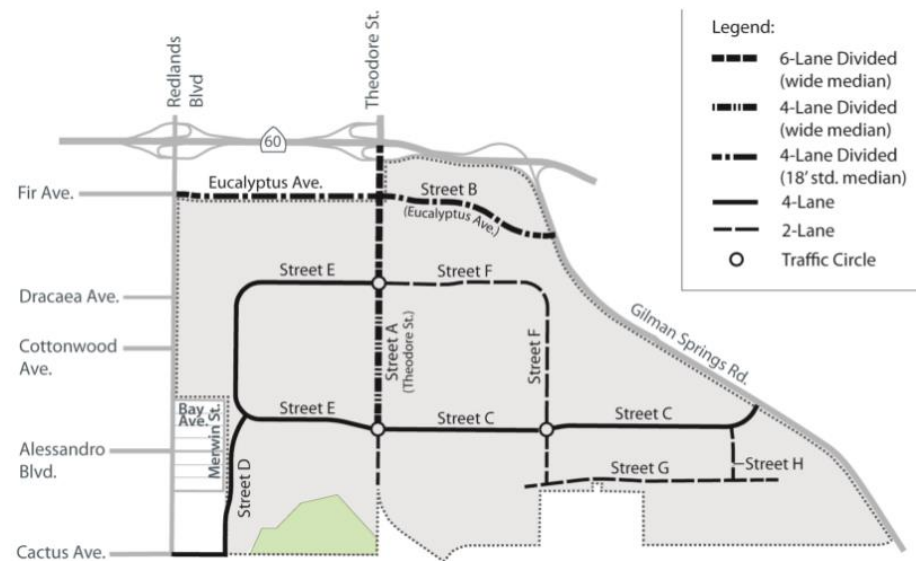 Redlands
Blvd
Theodore St.
Legend:
6-Lane Divided
(wide median)
4-Lane Divided
(wide median)
4-Lane Divided
(18' std. median)
4-Lane
2-Lane
Traffic Circle
60
Fir Ave.
Eucalyptus Ave.
Street B
(Eucalyptus Ave.)
Street E
Street F
Dracaea Ave.
Cottonwood
Ave.
Street A
(Theodore St.)
Street F
Gilman Springs Rd.
Bay
Ave.
Merwin St.
Street E
Street C
Street C
Alessandro
Blvd.
Street D
Street G
Street H
Cactus Ave.